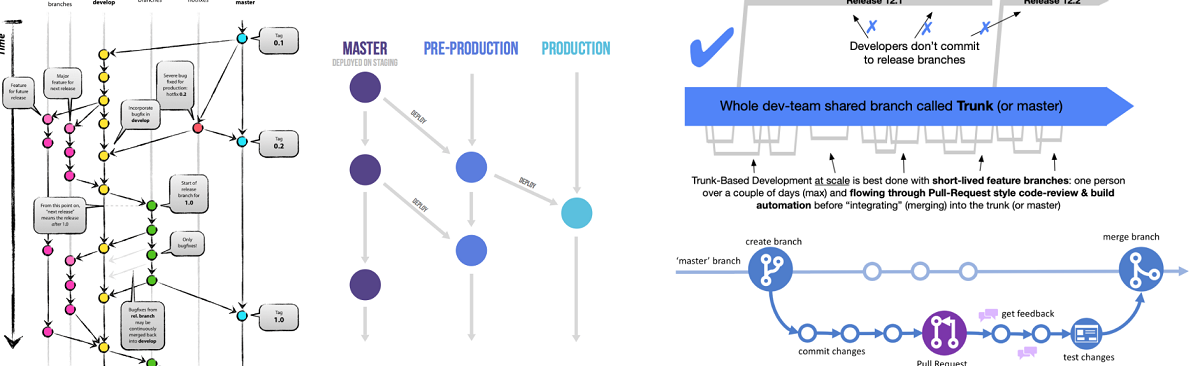 branches
develop
branches
hotfixes
master
Time
Tag
0.1
Feature
for future
release
Major
feature for
next release
Severe bug
fixed for
production:
hotfix 0.2
Incorporate
bugfix in
develop
Tag
0.2
Start of
release
branch for
1.0
From this point on,
"next release"
means the release
after 1.0
Only
bugfixes!
Bugfixes from
rel. branch
may be
continuously
merged back
into develop
Tag
1.0
MASTER
DEPLOYED ON STAGING
PRE-PRODUCTION
PRODUCTION
DEPLOY
DEPLOY
DEPLOY
Release 12.1
Release 12.2
Developers don't commit
to release branches
Whole dev-team shared branch called Trunk (or master)
Trunk-Based Development at scale is best done with short-lived feature branches: one person
over a couple of days (max) and flowing through Pull-Request style code-review & build
automation before "integrating" (merging) into the trunk (or master)
create branch
merge branch
'master' branch
get feedback
commit changes
Pull Request
test changes